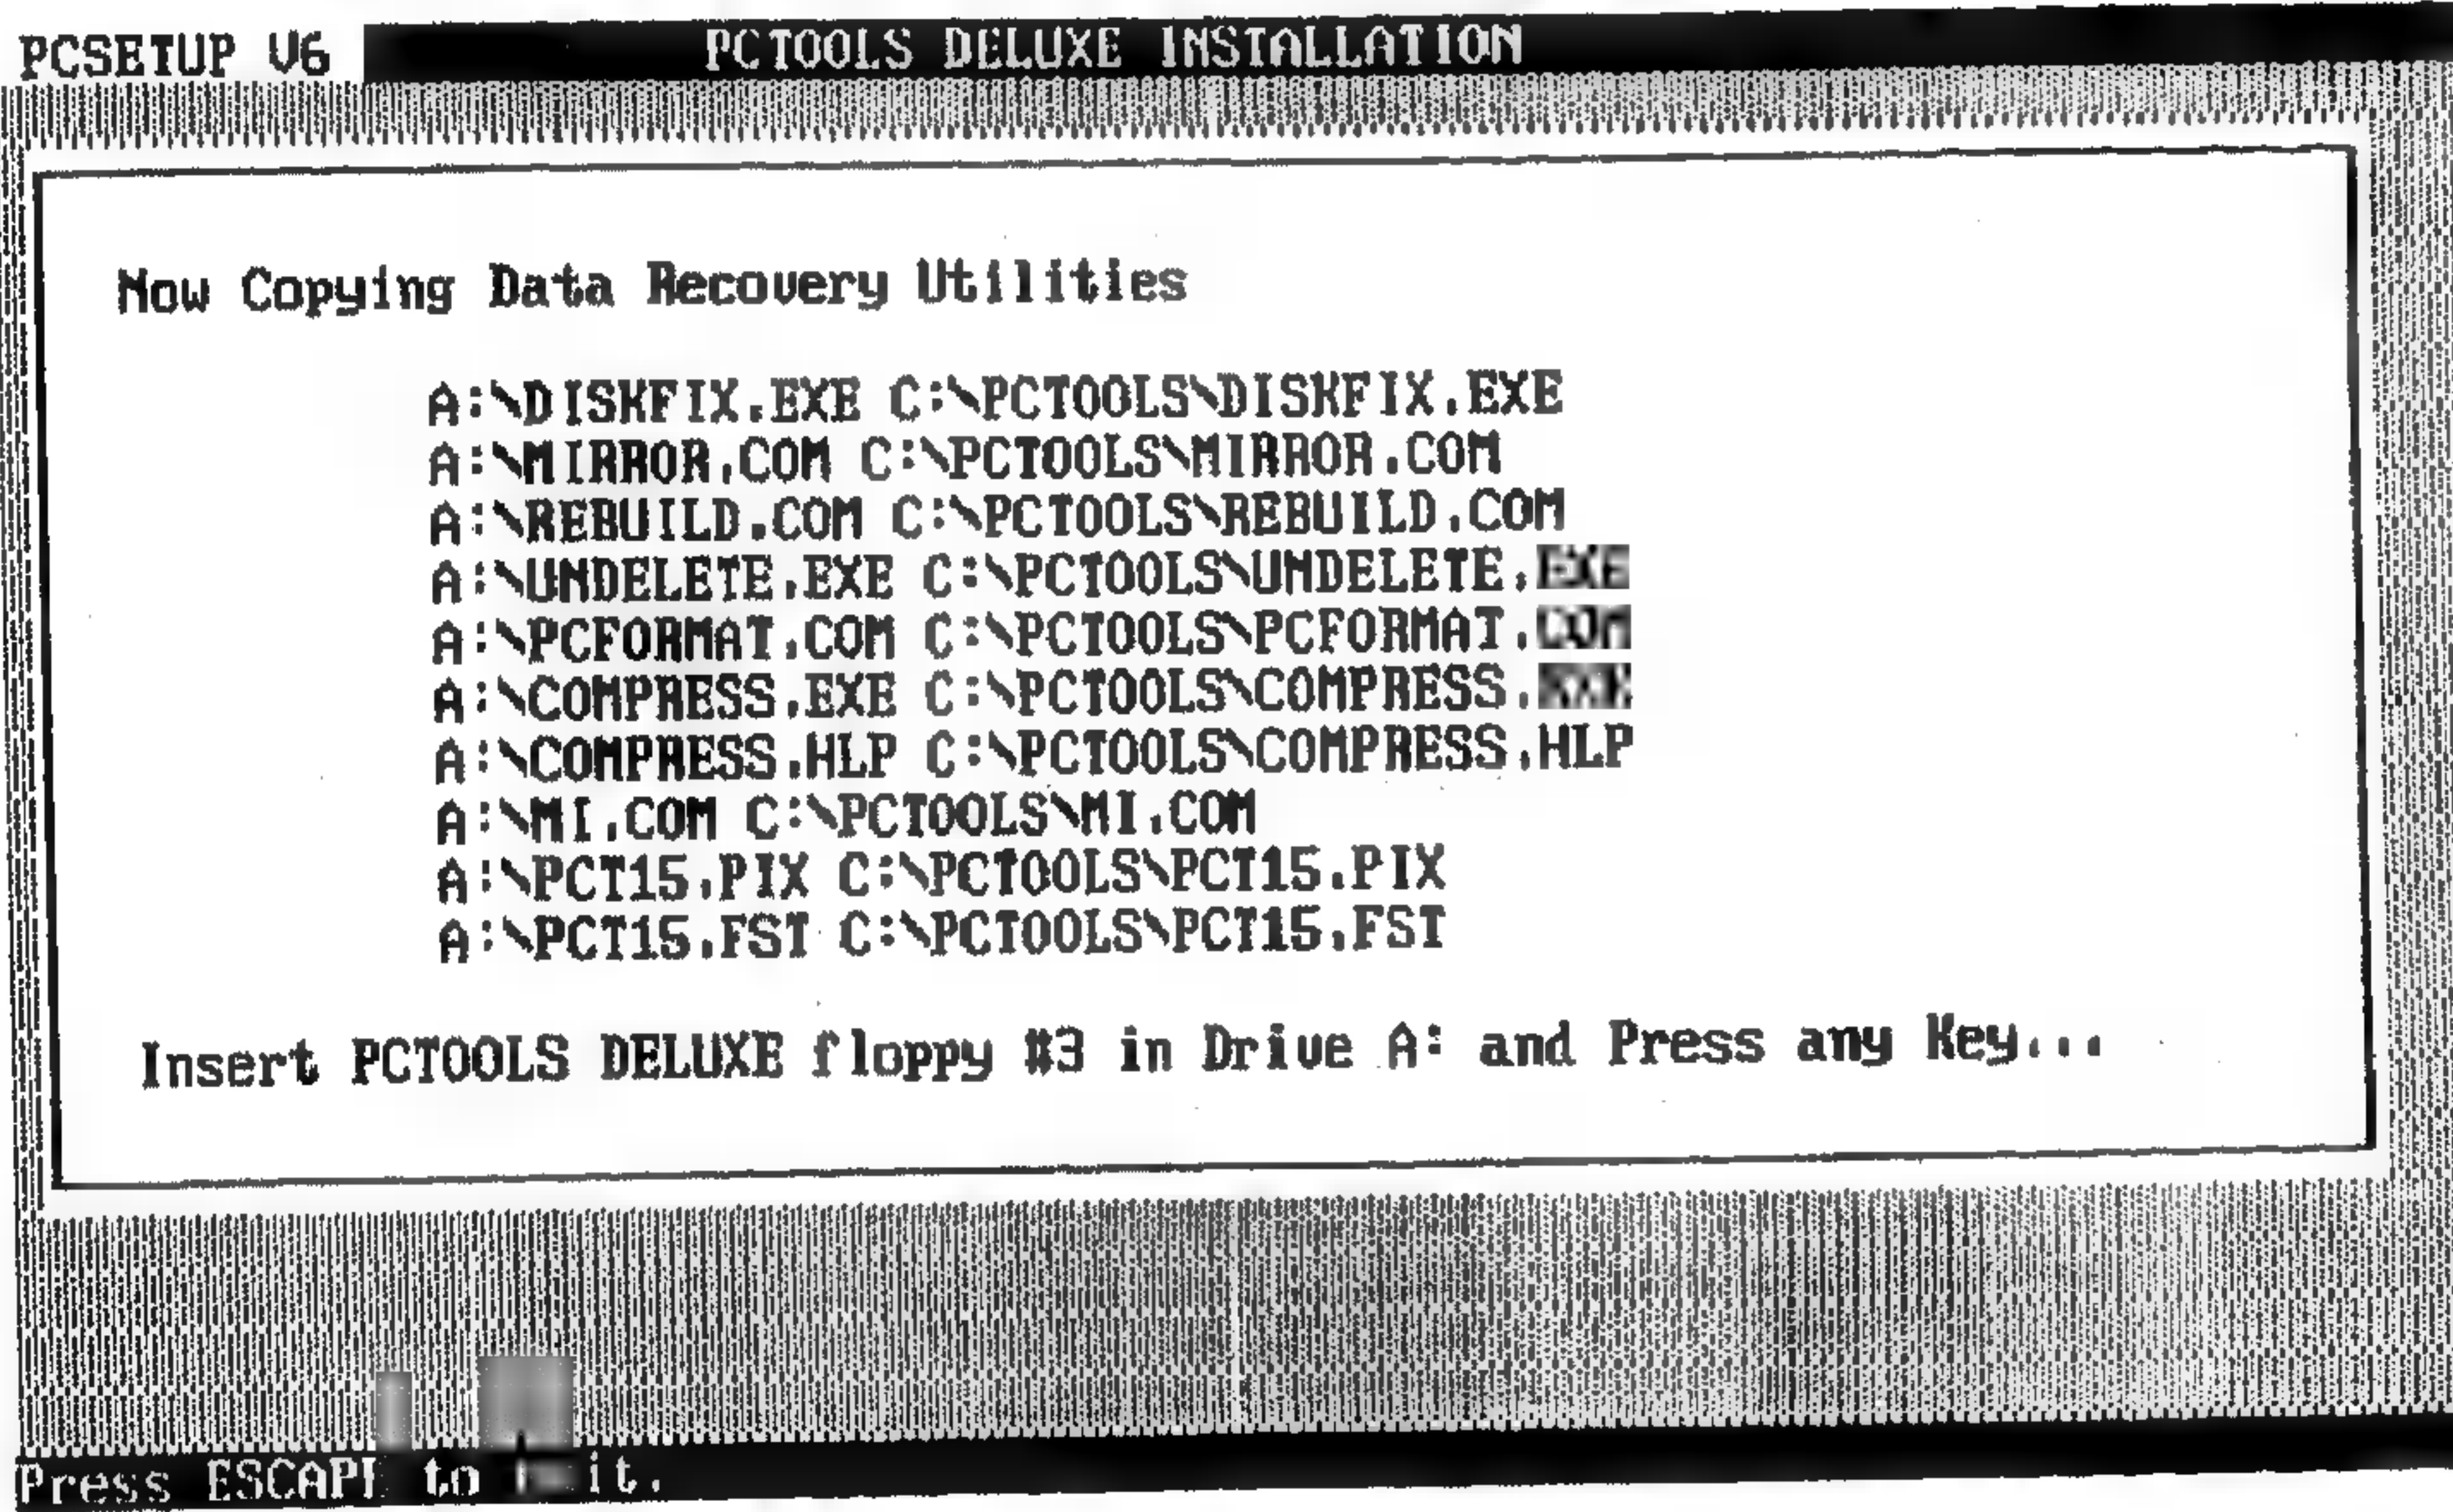 PCSETUP V6 PCTOOLS DELUXE INSTALLATION
Now Copying Data Recovery Utilities
A:\DISKFIX.EXE C:\PCTOOLS\DISKFIX.EXE
A:\MIRROR.COM C:\PCTOOLS\MIRROR.COM
A:\REBUILD.COM C:\PCTOOLS\REBUILD.COM
A:\UNDELETE.EXE C:\PCTOOLS\UNDELETE.EXE
A:\PCFORMAT.COM C:\PCTOOLS\PCFORMAT.COM
A:\COMPRESS.EXE C:\PCTOOLS\COMPRESS.EXE
A:\COMPRESS.HLP C:\PCTOOLS\COMPRESS.HLP
A:\MI.COM C:\PCTOOLS\MI.COM
A:\PCT15.PIX C:\PCTOOLS\PCT15.PIX
A:\PCT15.FST C:\PCTOOLS\PCT15.FST
Insert PCTOOLS DELUXE floppy #3 in Drive A: and Press any Key...
Press ESCAPE to